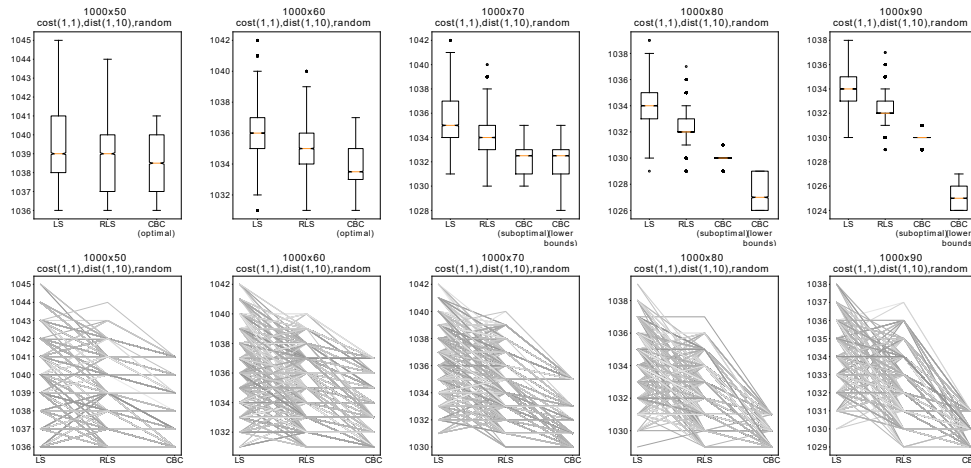 1000x50
cost(1,1),dist(1,10),random
1045
1044
1043
1042
1041
1040
1039
1038
1037
1036
LS
RLS
CBC
(optimal)
1000x60
cost(1,1),dist(1,10),random
1042
1040
1038
1036
1034
1032
LS
RLS
CBC
(optimal)
1000x70
cost(1,1),dist(1,10),random
1042
1040
1038
1036
1034
1032
1030
1028
LS
RLS
CBC
CBC
(suboptimal)(lower
bounds)
1000x80
cost(1,1),dist(1,10),random
1038
1036
1034
1032
1030
1028
1026
LS
RLS
CBC
CBC
(suboptimal)(lower
bounds)
1000x90
cost(1,1),dist(1,10),random
1038
1036
1034
1032
1030
1028
1026
1024
LS
RLS
CBC
CBC
(suboptimal)(lower
bounds)
1000x50
cost(1,1),dist(1,10),random
1045
1044
1043
1042
1041
1040
1039
1038
1037
1036
LS
RLS
CBC
1000x60
cost(1,1),dist(1,10),random
1042
1040
1038
1036
1034
1032
LS
RLS
CBC
1000x70
cost(1,1),dist(1,10),random
1042
1040
1038
1036
1034
1032
1030
LS
RLS
CBC
1000x80
cost(1,1),dist(1,10),random
1038
1036
1034
1032
1030
LS
RLS
CBC
1000x90
cost(1,1),dist(1,10),random
1038
1037
1036
1035
1034
1033
1032
1031
1030
1029
LS
RLS